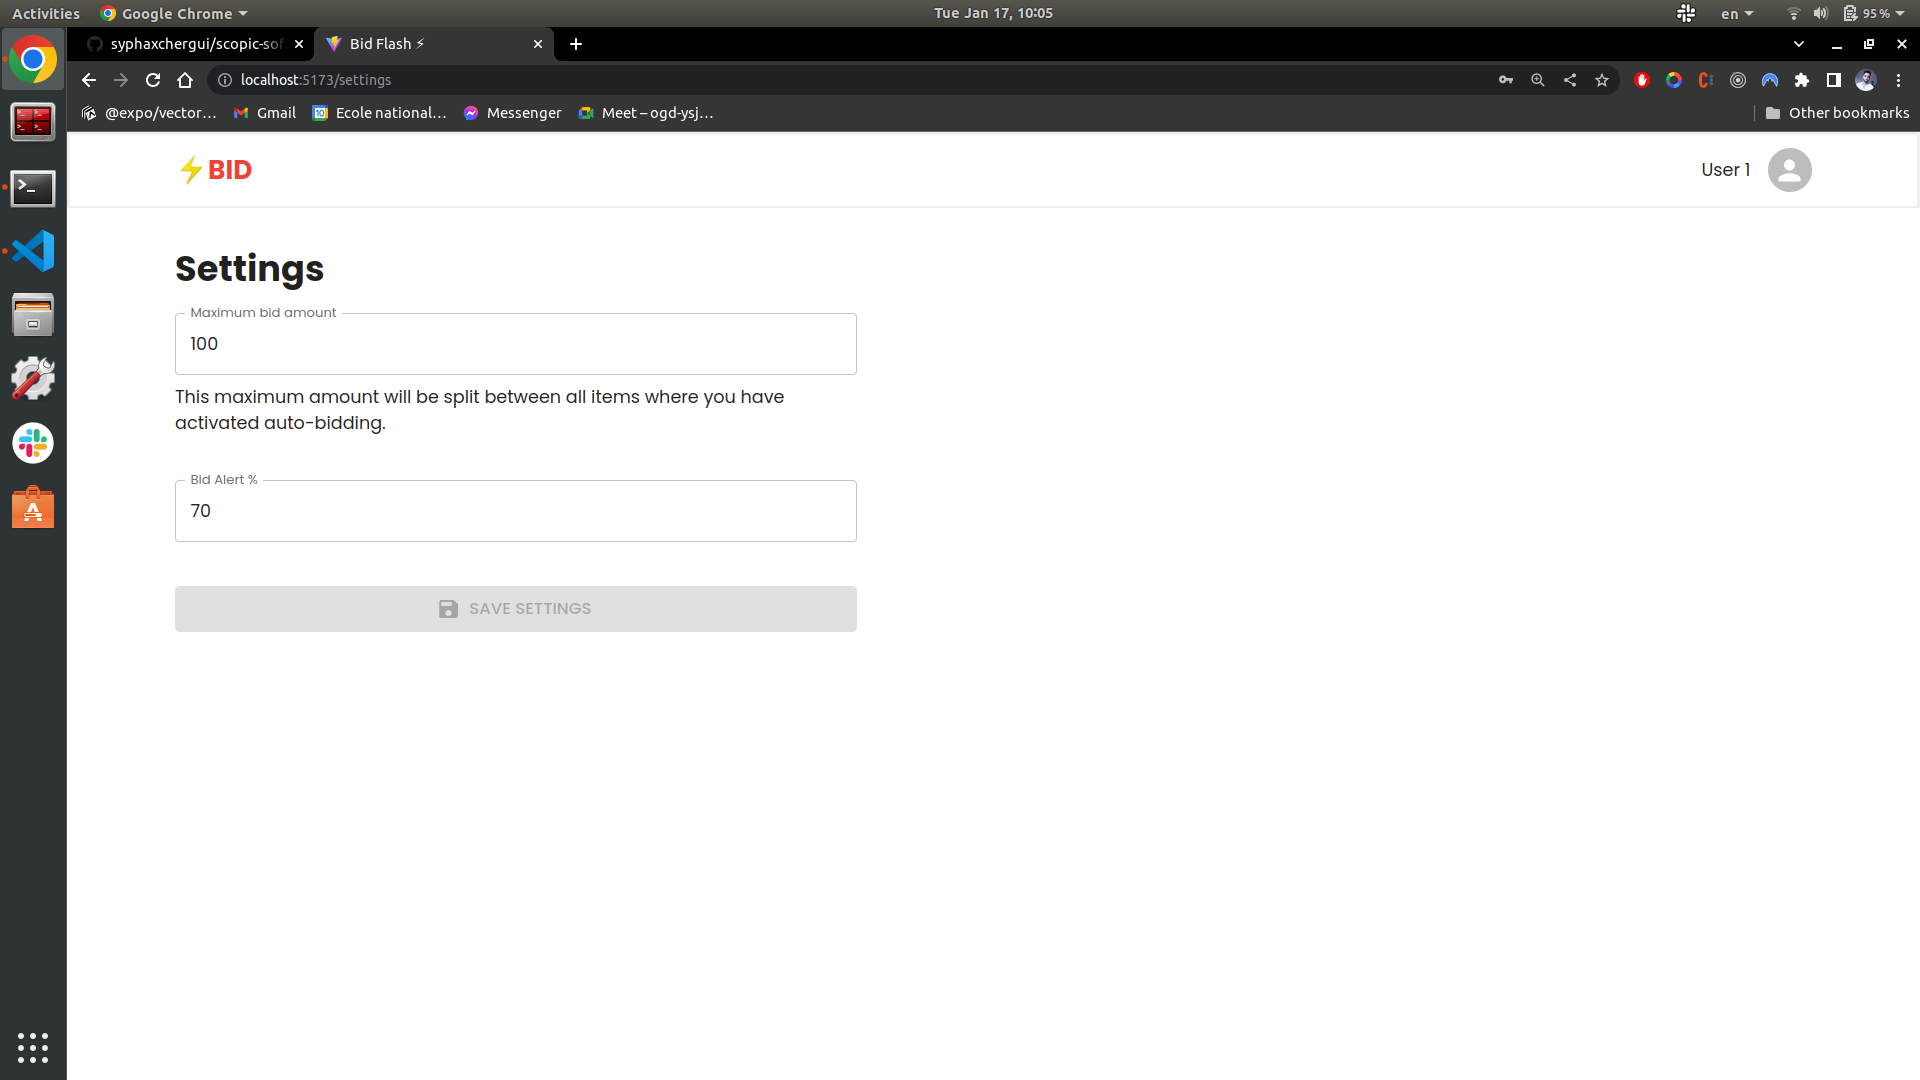 Activities Google Chrome Tue Jan 17, 10:05 en 95%
syphaxchergui/scopic-sof Bid Flash ⚡
localhost:5173/settings
@expo/vector... Gmail Ecole national... Messenger Meet – ogd-ysj... Other bookmarks
⚡BID User 1
Settings
Maximum bid amount
100
This maximum amount will be split between all items where you have
activated auto-bidding.
Bid Alert %
70
SAVE SETTINGS